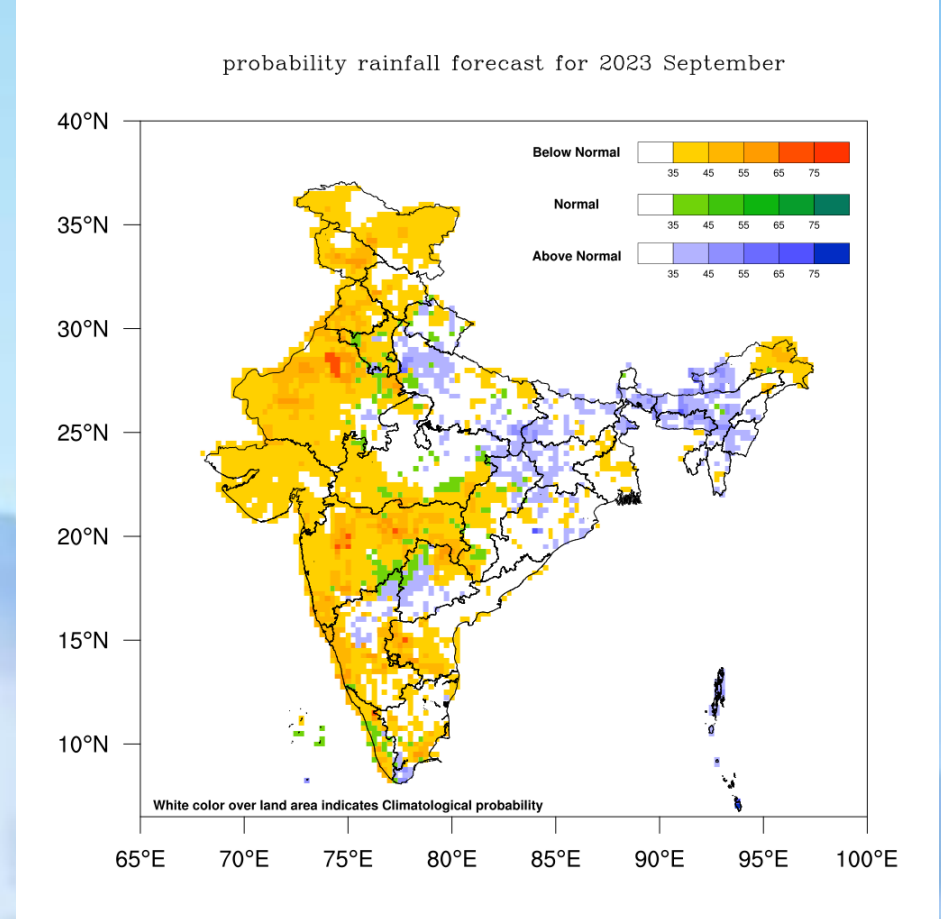 probability rainfall forecast for 2023 September
40°N
35°N
30°N
25°N
20°N
15°N
10°N
Below Normal
35 45 55 65 75
Normal
35 45 55 65 75
Above Normal
35 45 55 65 75
White color over land area indicates Climatological probability
65°E 70°E 75°E 80°E 85°E 90°E 95°E 100°E